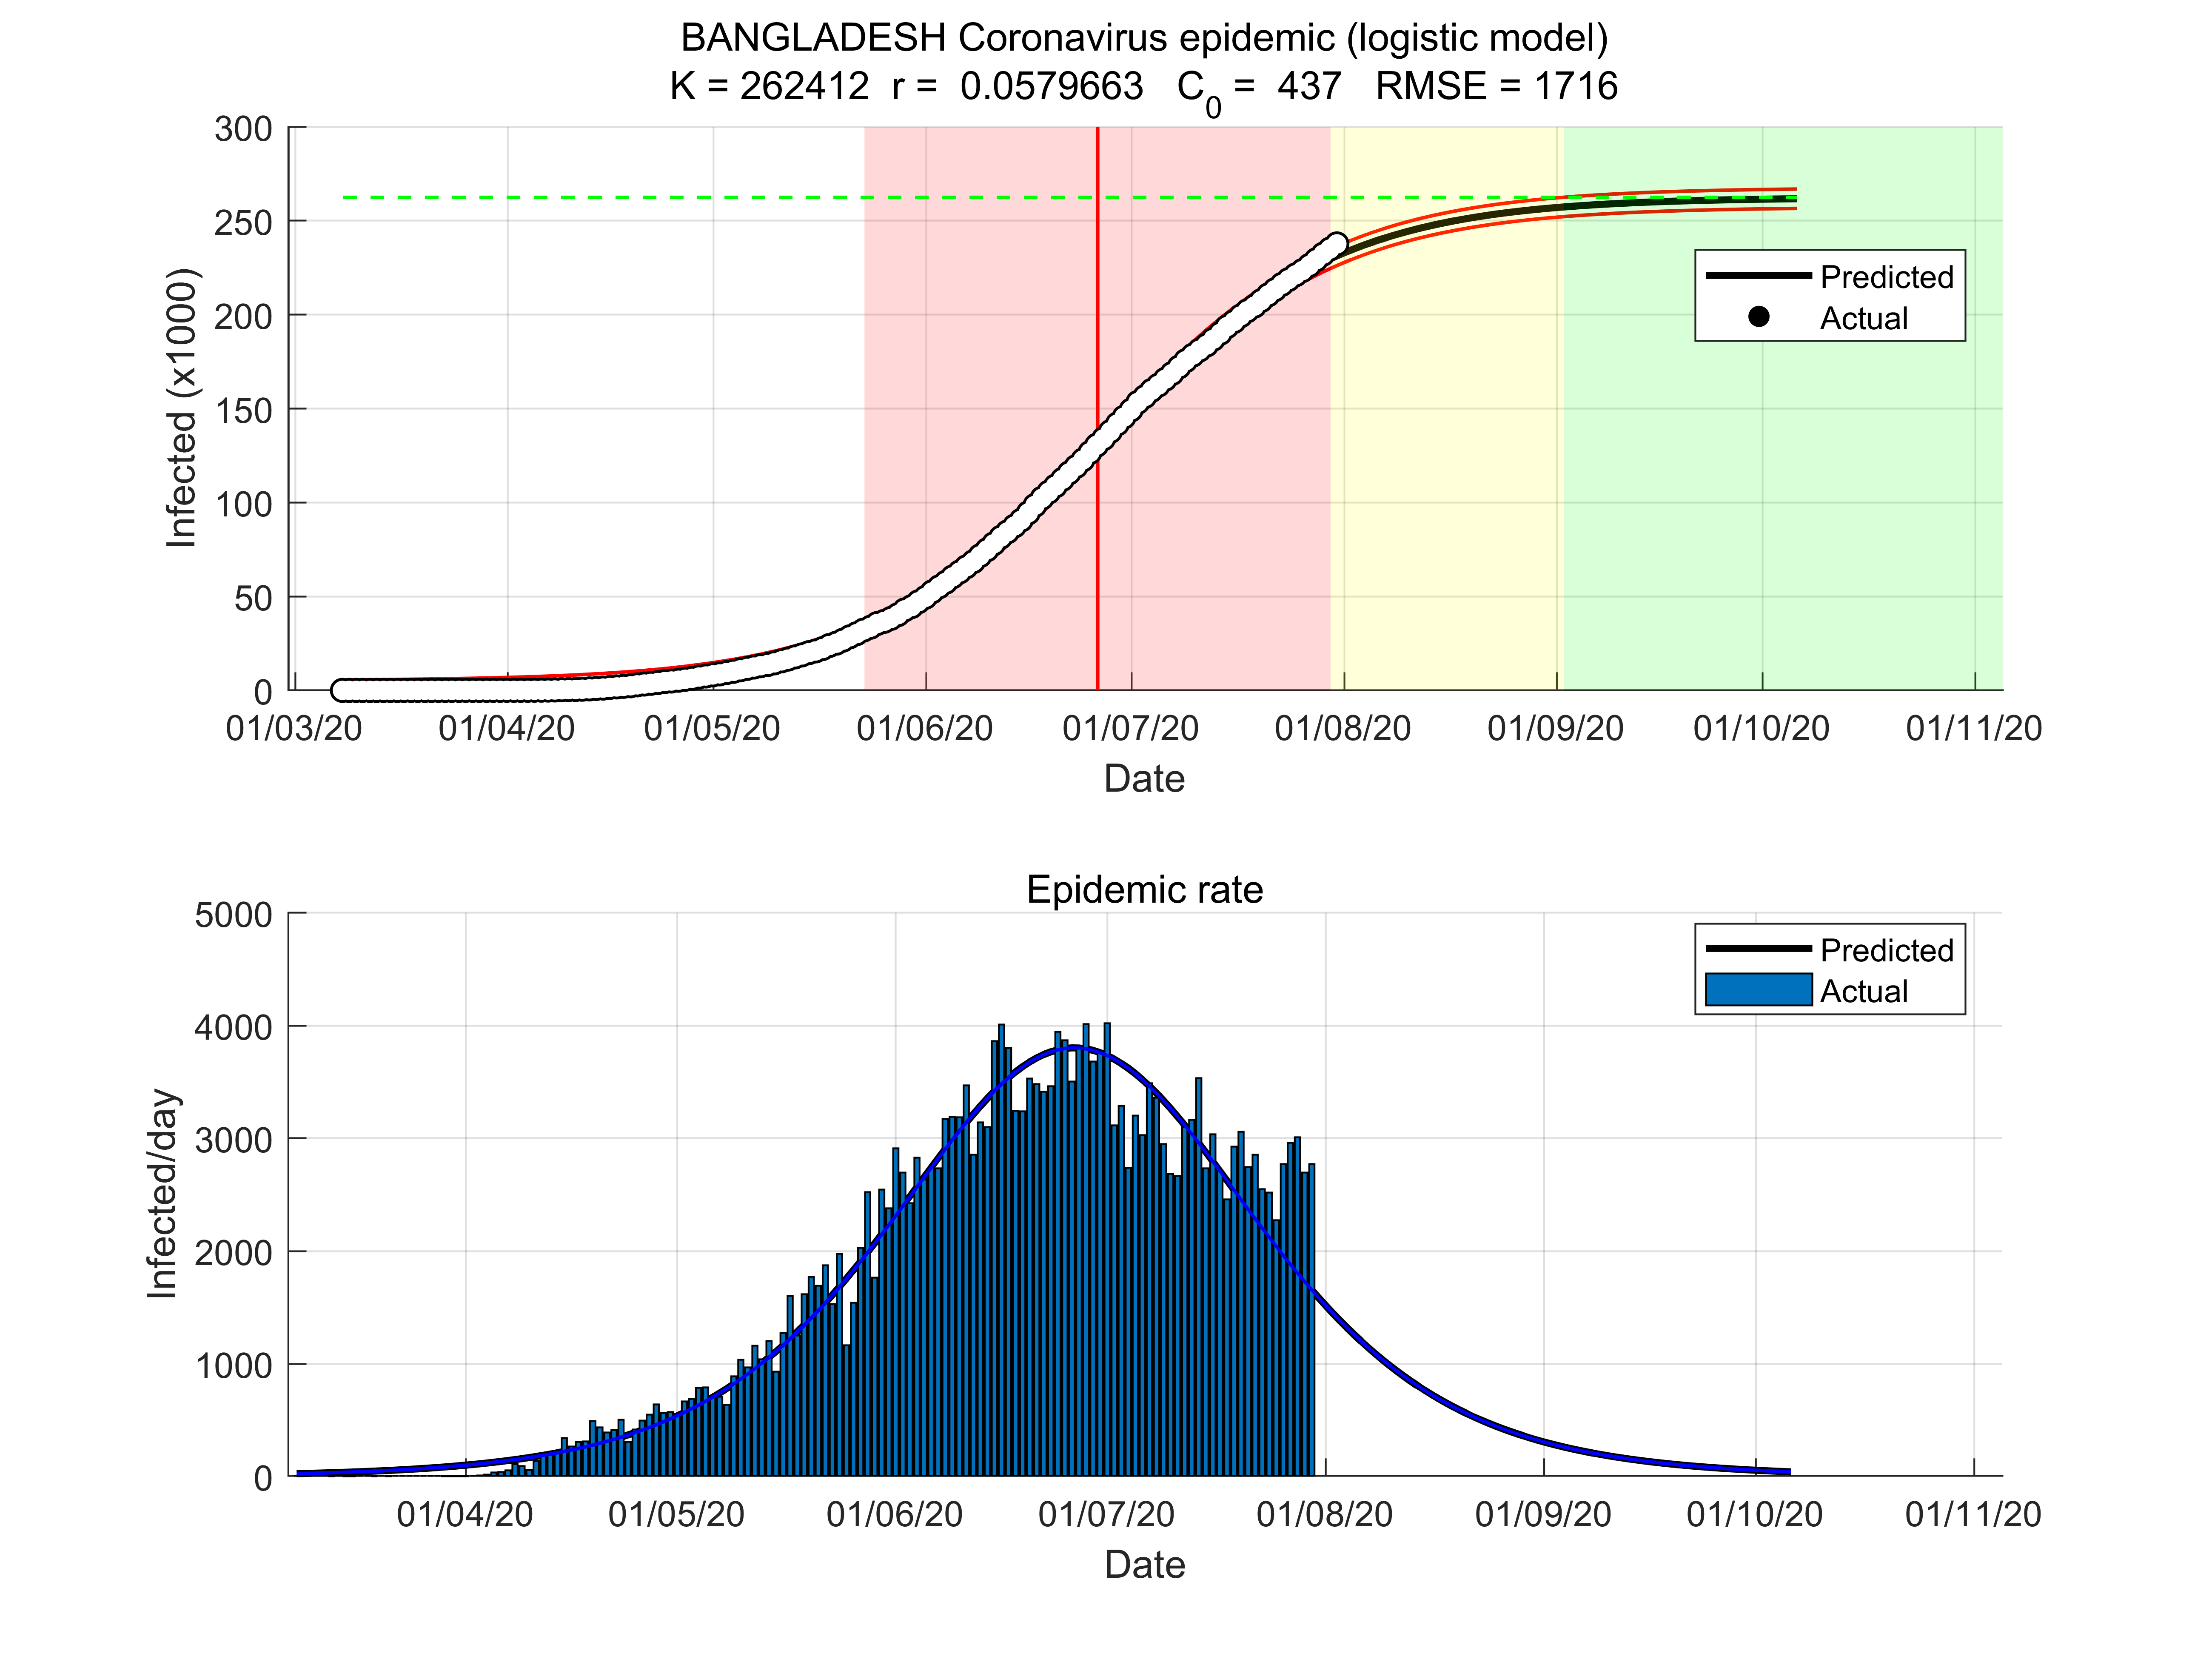 BANGLADESH Coronavirus epidemic (logistic model)
K = 262412 r = 0.0579663 C0 = 437 RMSE = 1716
300
250
200
150
100
50
0
Infected (x1000)
Predicted
Actual
01/03/20 01/04/20 01/05/20 01/06/20 01/07/20 01/08/20 01/09/20 01/10/20 01/11/20
Date
Epidemic rate
5000
4000
3000
2000
1000
0
Infected/day
Predicted
Actual
01/04/20 01/05/20 01/06/20 01/07/20 01/08/20 01/09/20 01/10/20 01/11/20
Date